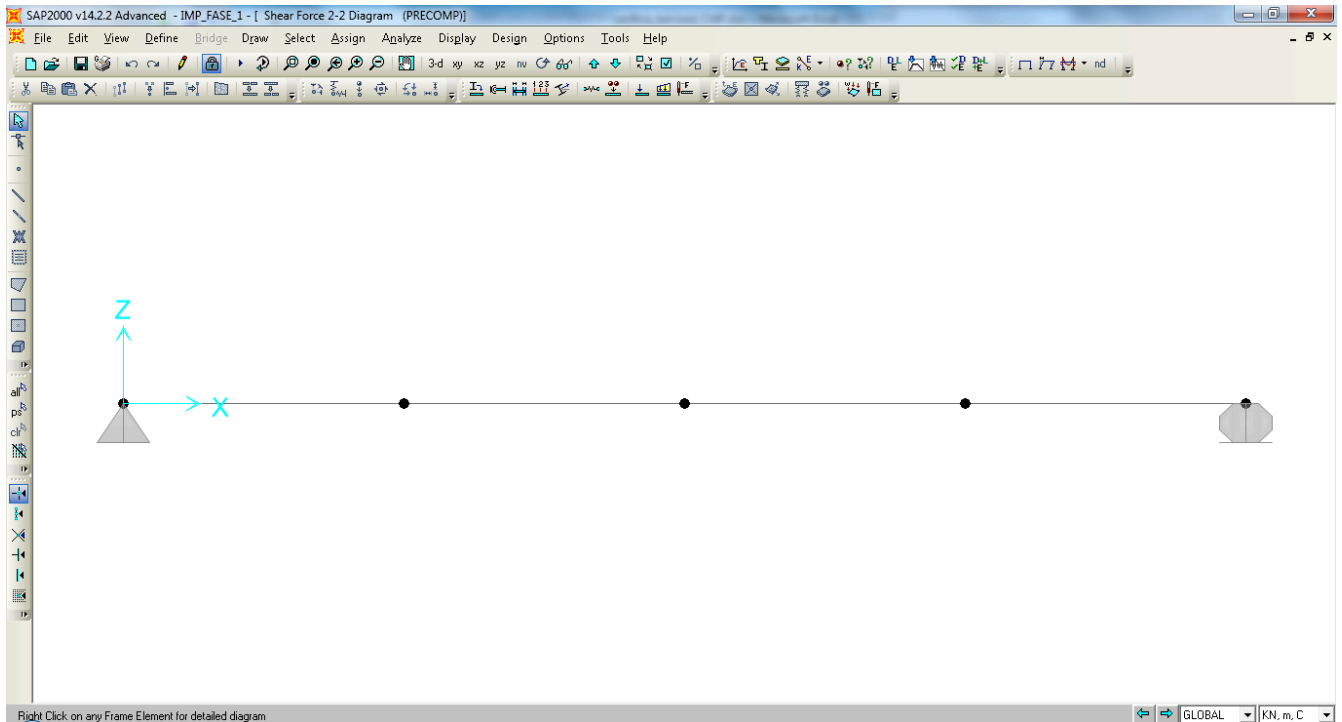 SAP2000 v14.2.2 Advanced - IMP_FASE_1 - [ Shear Force 2-2 Diagram (PRECOMP)]
File Edit View Define Bridge Draw Select Assign Analyze Display Design Options Tools Help
3-d xy xz yz nv
nd
all
ps
clr
Z
X
Right Click on any Frame Element for detailed diagram
GLOBAL
KN, m, C